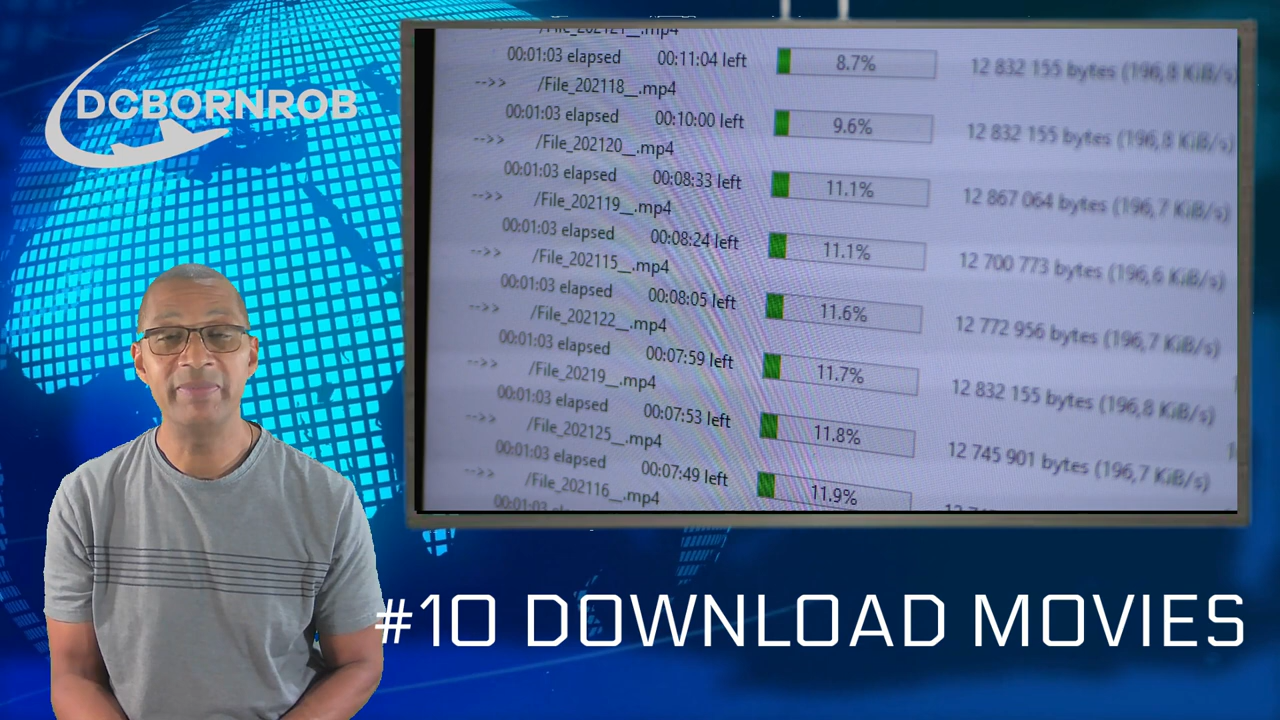 DCBORNROB
/File_202121__.mp4
00:01:03 elapsed 00:11:04 left 8.7% 12 832 155 bytes (196,8 KiB/s)
-->> /File_202118__.mp4
00:01:03 elapsed 00:10:00 left 9.6% 12 832 155 bytes (196,8 KiB/s)
-->> /File_202120__.mp4
00:01:03 elapsed 00:08:33 left 11.1% 12 867 064 bytes (196,7 KiB/s)
-->> /File_202119__.mp4
00:01:03 elapsed 00:08:24 left 11.1% 12 700 773 bytes (196,6 KiB/s)
-->> /File_202115__.mp4
00:01:03 elapsed 00:08:05 left 11.6% 12 772 956 bytes (196,7 KiB/s)
-->> /File_202122__.mp4
00:01:03 elapsed 00:07:59 left 11.7% 12 832 155 bytes (196,8 KiB/s)
-->> /File_20219__.mp4
00:01:03 elapsed 00:07:53 left 11.8% 12 745 901 bytes (196,7 KiB/s)
-->> /File_202125__.mp4
00:01:03 elapsed 00:07:49 left 11.9%
-->> /File_202116__.mp4
#10 DOWNLOAD MOVIES